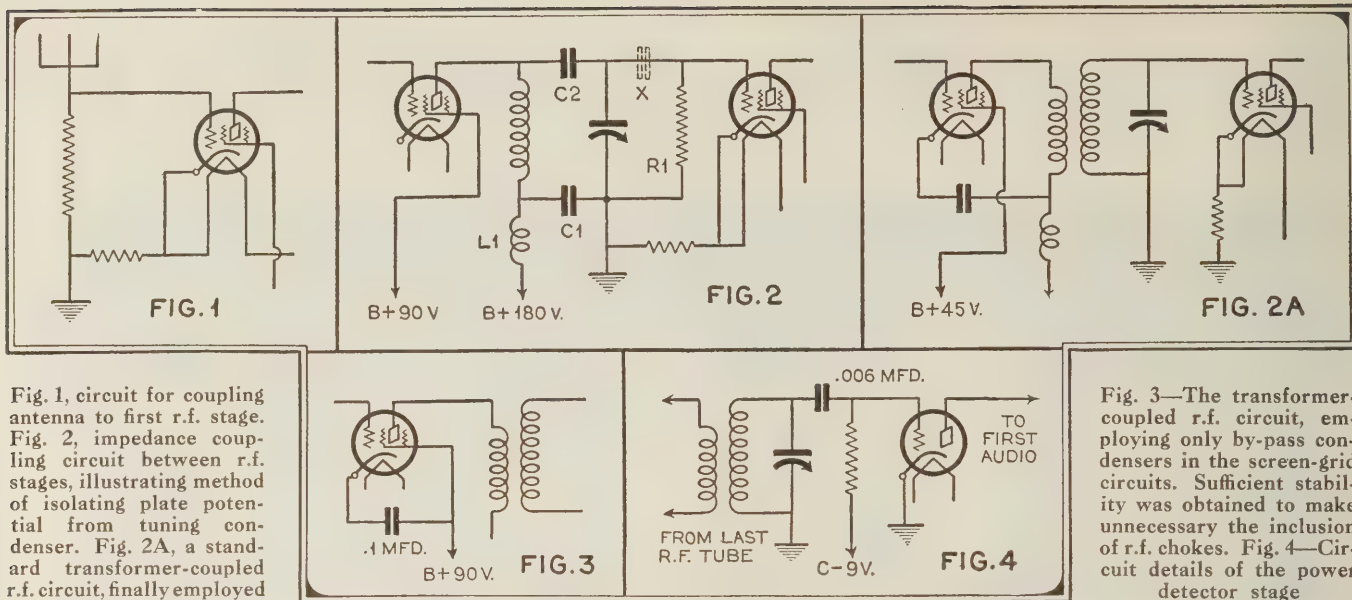 FIG. 1
C2
X
R1
C1
L1
B+90 V
B+180 V.
FIG. 2
B+45 V.
FIG. 2A
Fig. 1, circuit for coupling
antenna to first r.f. stage.
Fig. 2, impedance coup-
ling circuit between r.f.
stages, illustrating method
of isolating plate poten-
tial from tuning con-
denser. Fig. 2A, a stand-
ard transformer-coupled
r.f. circuit, finally employed
.1 MFD.
B+90 V.
FIG. 3
.006 MFD.
TO
FIRST
AUDIO
FROM LAST
R.F. TUBE
C-9V.
FIG. 4
Fig. 3—The transformer-
coupled r.f. circuit, em-
ploying only by-pass con-
densers in the screen-grid
circuits. Sufficient stabil-
ity was obtained to make
unnecessary the inclusion
of r.f. chokes. Fig. 4—Cir-
cuit details of the power
detector stage